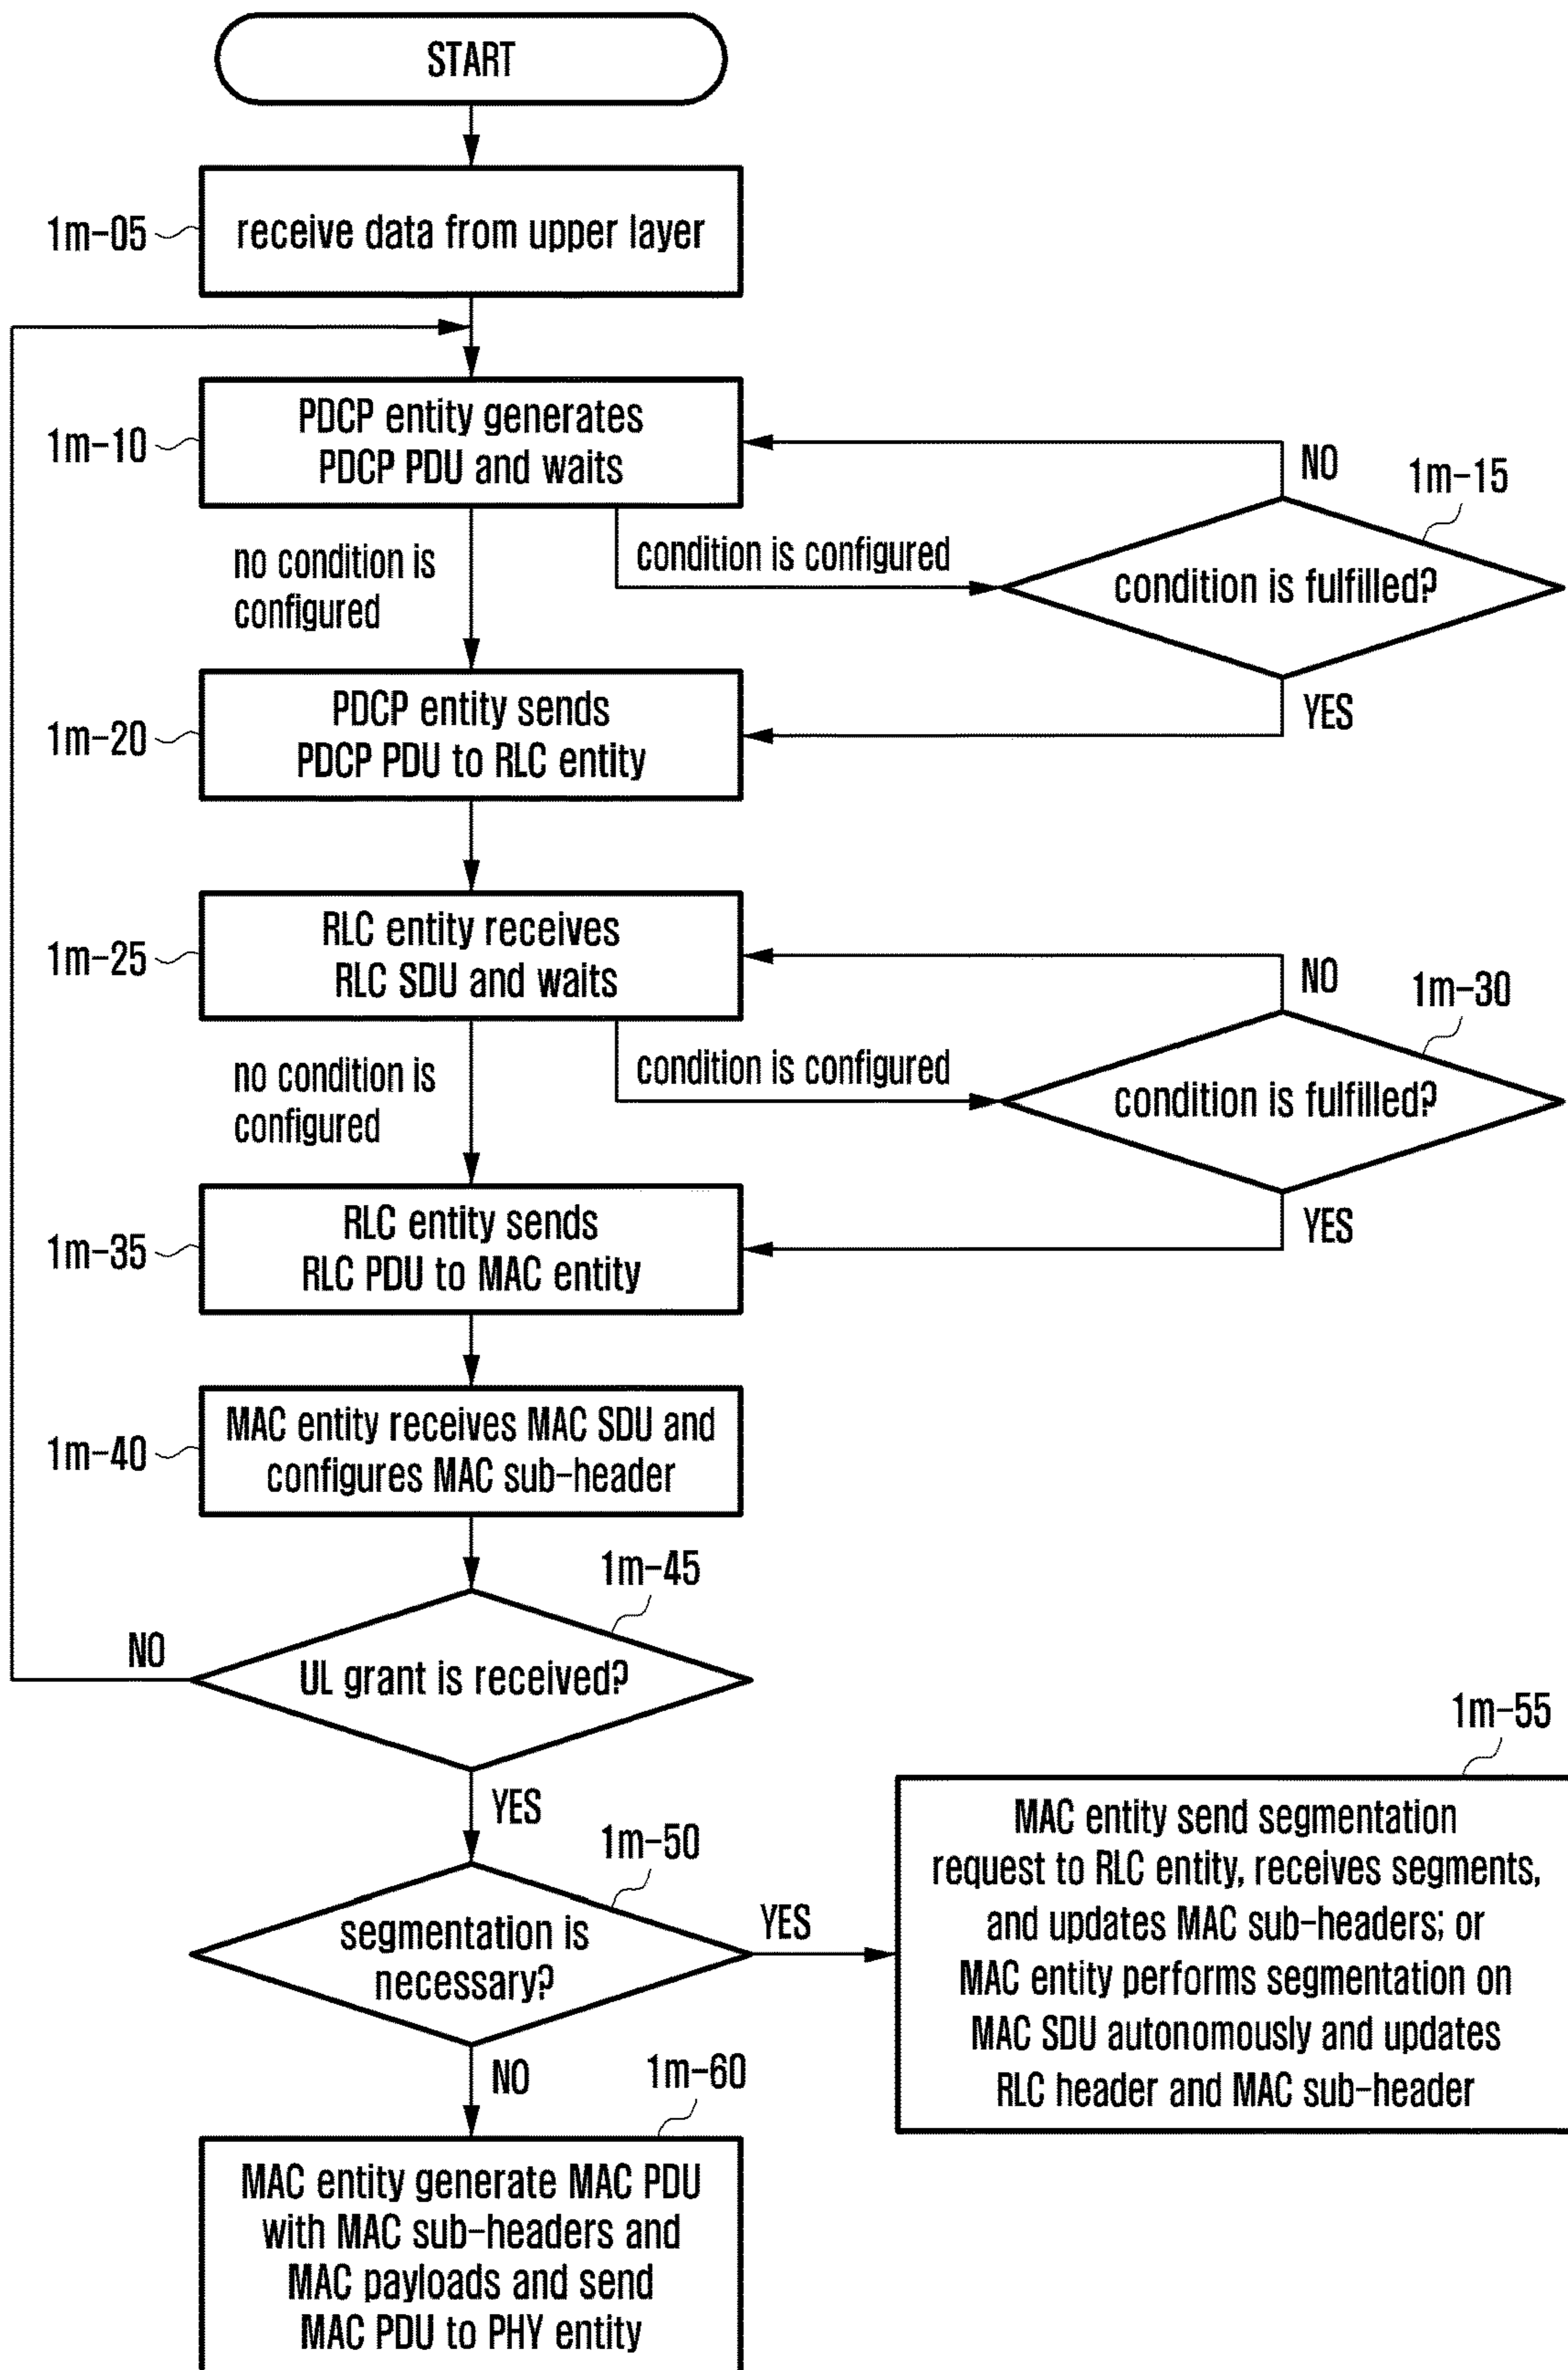 START
1m-05
receive data from upper layer
1m-10
PDCP entity generates
PDCP PDU and waits
NO
1m-15
no condition is
configured
condition is configured
condition is fulfilled?
YES
1m-20
PDCP entity sends
PDCP PDU to RLC entity
1m-25
RLC entity receives
RLC SDU and waits
NO
1m-30
no condition is
configured
condition is configured
condition is fulfilled?
YES
1m-35
RLC entity sends
RLC PDU to MAC entity
1m-40
MAC entity receives MAC SDU and
configures MAC sub-header
1m-45
NO
UL grant is received?
YES
1m-50
segmentation is
necessary?
YES
1m-55
MAC entity send segmentation
request to RLC entity, receives segments,
and updates MAC sub-headers; or
MAC entity performs segmentation on
MAC SDU autonomously and updates
RLC header and MAC sub-header
NO
1m-60
MAC entity generate MAC PDU
with MAC sub-headers and
MAC payloads and send
MAC PDU to PHY entity